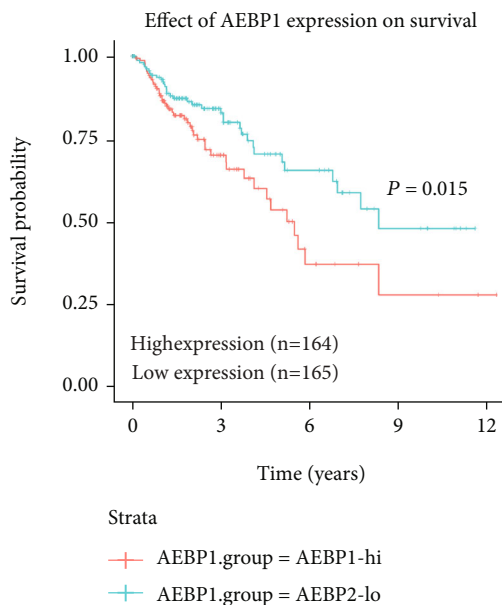 Effect of AEBP1 expression on survival
1.00
0.75
0.50
0.25
0.00
Survival probability
P = 0.015
Highexpression (n=164)
Low expression (n=165)
0 3 6 9 12
Time (years)
Strata
AEBP1.group = AEBP1-hi
AEBP1.group = AEBP2-lo